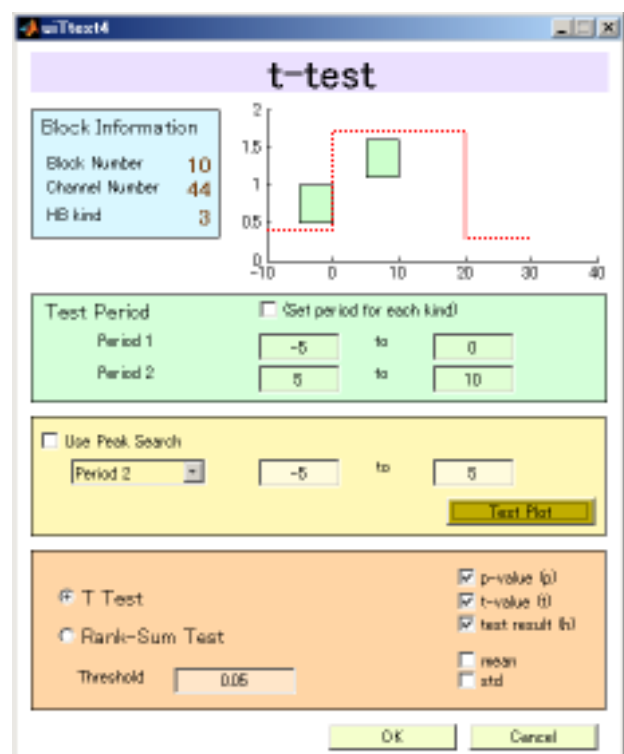 uiTtext4
t-test
Block Information
Block Number 10
Channel Number 44
HB kind 3
2
1.5
1
0.5
0
-10 0 10 20 30 40
Test Period (Set period for each kind)
Period 1 -5 to 0
Period 2 5 to 10
Use Peak Search
Period 2 -5 to 5
Test Plot
T Test
Rank-Sum Test
Threshold 0.05
p-value (p)
t-value (t)
test result (h)
mean
std
OK Cancel